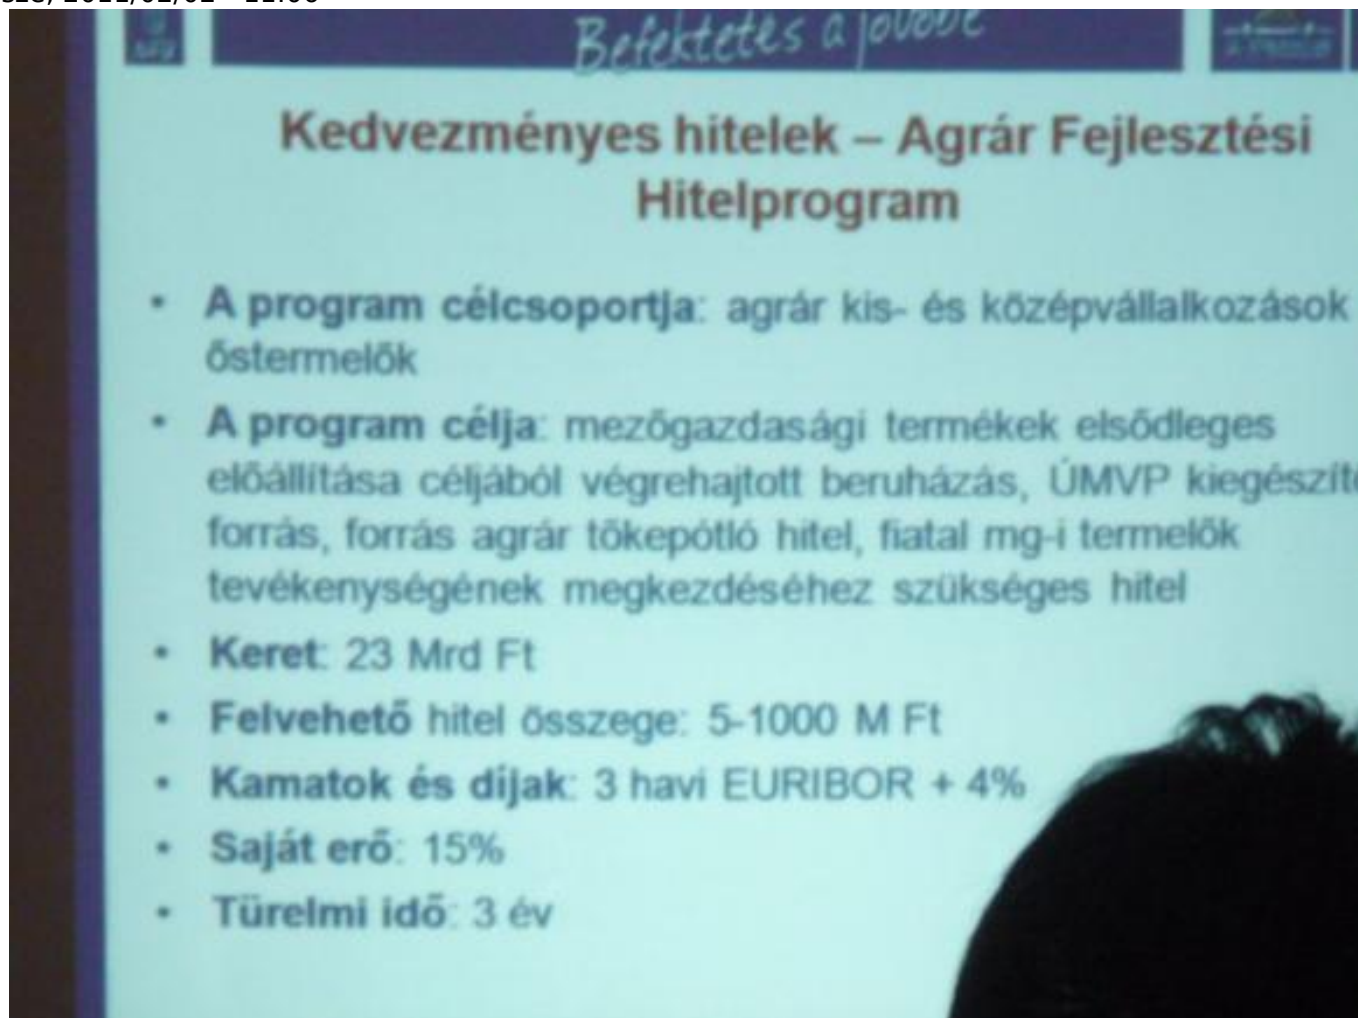 Befektetés a jövőbe
Kedvezményes hitelek – Agrár Fejlesztési
Hitelprogram
• A program célcsoportja: agrár kis- és középvállalkozások
őstermelők
• A program célja: mezőgazdasági termékek elsődleges
előállítása céljából végrehajtott beruházás, ÚMVP
forrás, forrás agrár tőkepótló hitel, fiatal mg-i termelők
tevékenységének megkezdéséhez szükséges hitel
• Keret: 23 Mrd Ft
• Felvehető hitel összege: 5-1000 M Ft
• Kamatok és díjak: 3 havi EURIBOR + 4%
• Saját erő: 15%
• Türelmi idő: 3 év